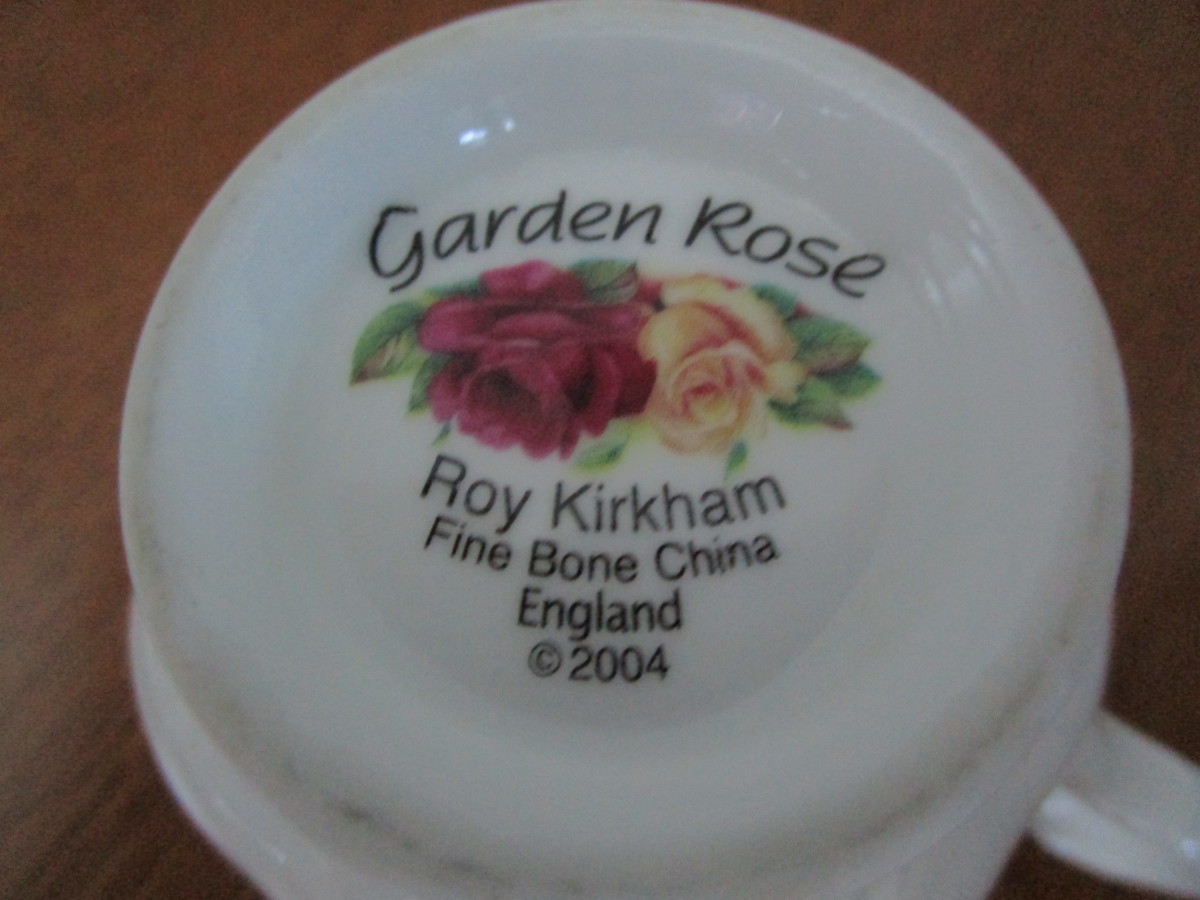 Garden Rose
Roy Kirkham
Fine Bone China
England
© 2004